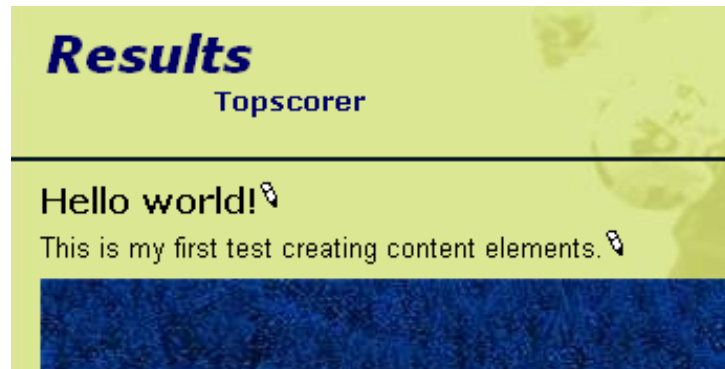 Results
Topscorer
Hello world!
This is my first test creating content elements.